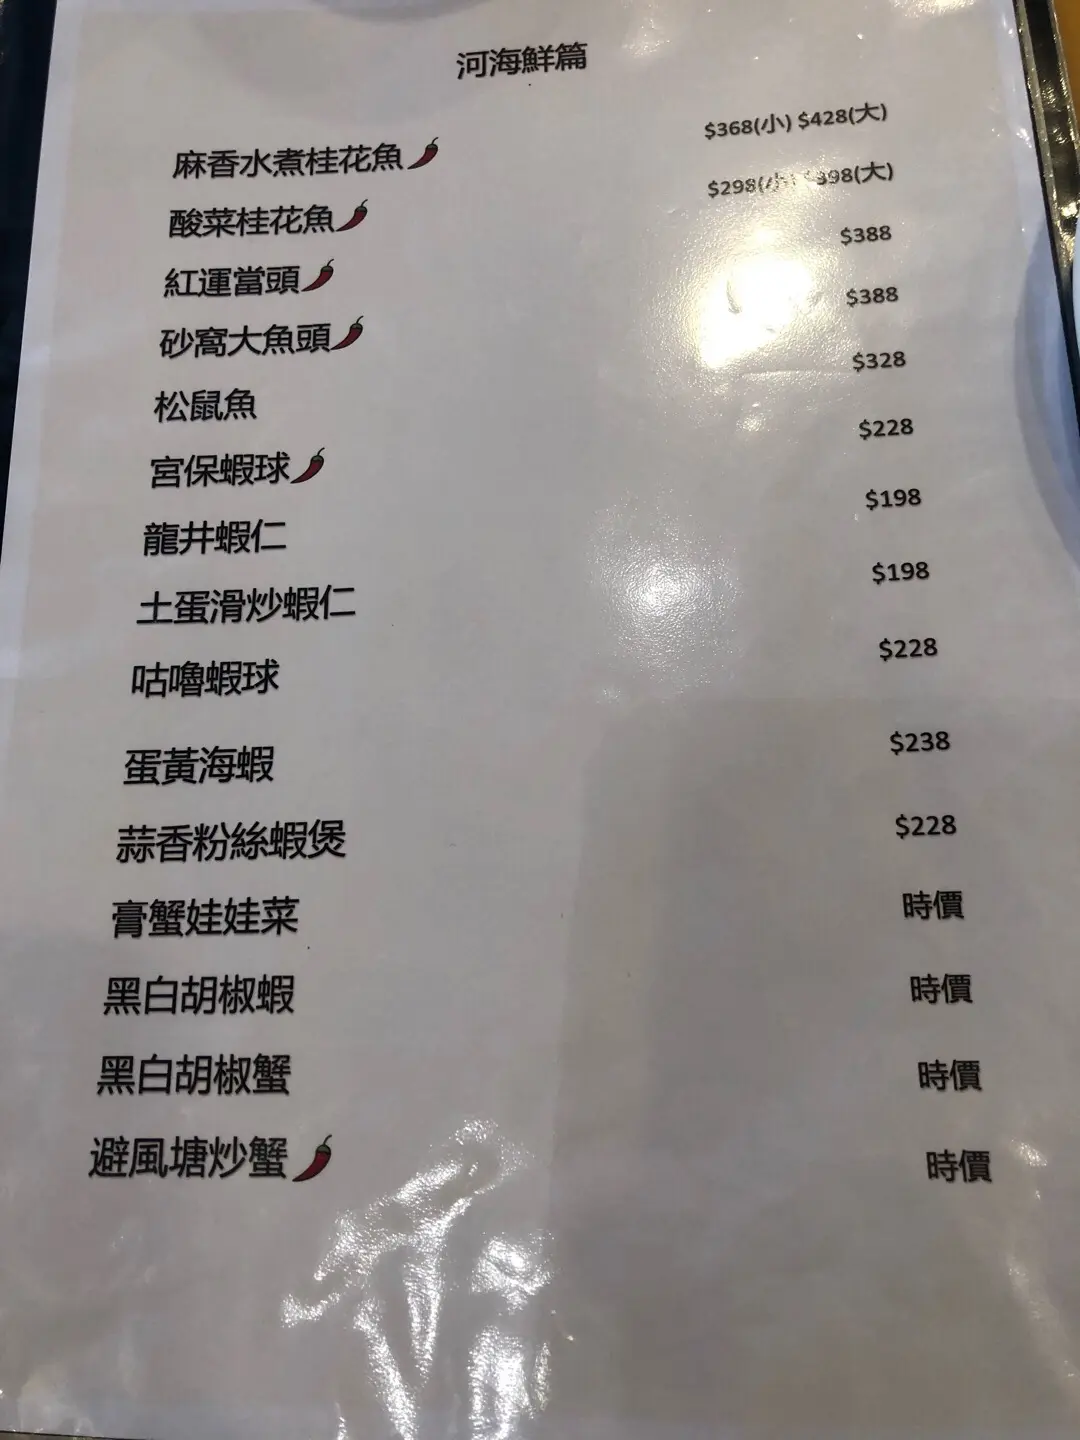 河海鮮篇
麻香水煮桂花魚 $368(小) $428(大)
酸菜桂花魚 $298(小) $398(大)
紅運當頭 $388
砂窩大魚頭 $388
松鼠魚 $328
宮保蝦球 $228
龍井蝦仁 $198
土蛋滑炒蝦仁 $198
咕嚕蝦球 $228
蛋黃海蝦 $238
蒜香粉絲蝦煲 $228
膏蟹娃娃菜 時價
黑白胡椒蝦 時價
黑白胡椒蟹 時價
避風塘炒蟹 時價